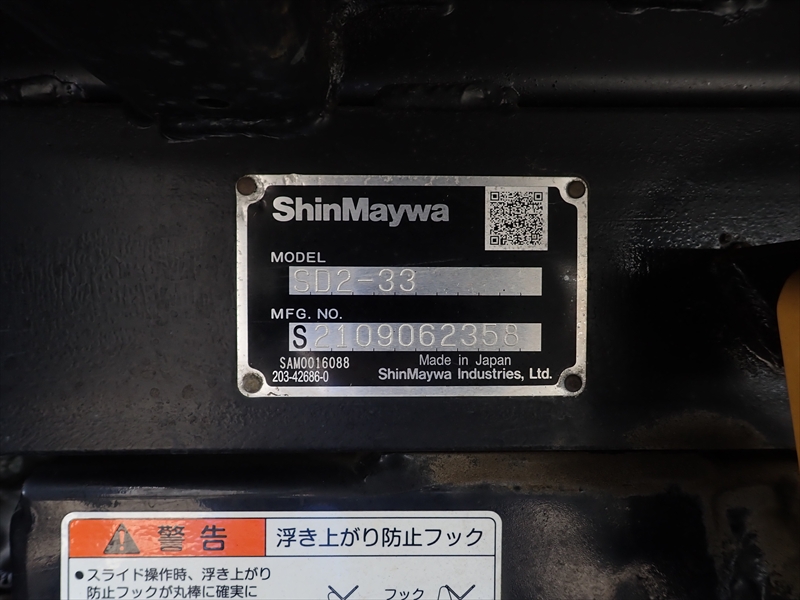 ShinMaywa
MODEL
SD2-33
MFG. NO.
S2109062358
SAM0016088
203-42686-0
Made in Japan
ShinMaywa Industries, Ltd.
警告
浮き上がり防止フック
●スライド操作時、浮き上がり
防止フックが丸棒に確実に
フック